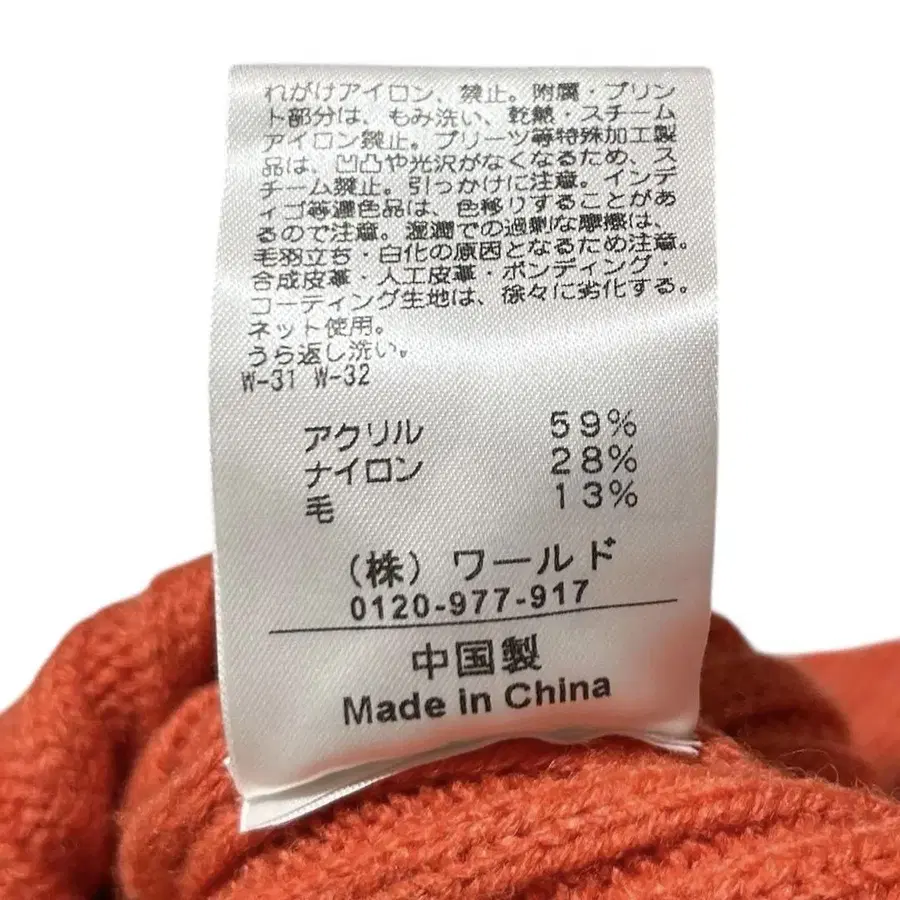 れがけアイロン、禁止。附属・プリン
ト部分は、もみ洗い、乾熱・スチーム
アイロン禁止。プリーツ等特殊加工製
品は、凹凸や光沢がなくなるため、ス
チーム禁止。引っかけに注意。インデ
ィゴ等濃色品は、色移りすることがあ
るので注意。湿潤での過剰な摩擦は、
毛羽立ち・白化の原因となるため注意。
合成皮革・人工皮革・ボンディング・
コーティング生地は、徐々に劣化する。
ネット使用。
うら返し洗い。
W-31 W-32
アクリル 59%
ナイロン 28%
毛 13%
(株)ワールド
0120-977-917
中国製
Made in China